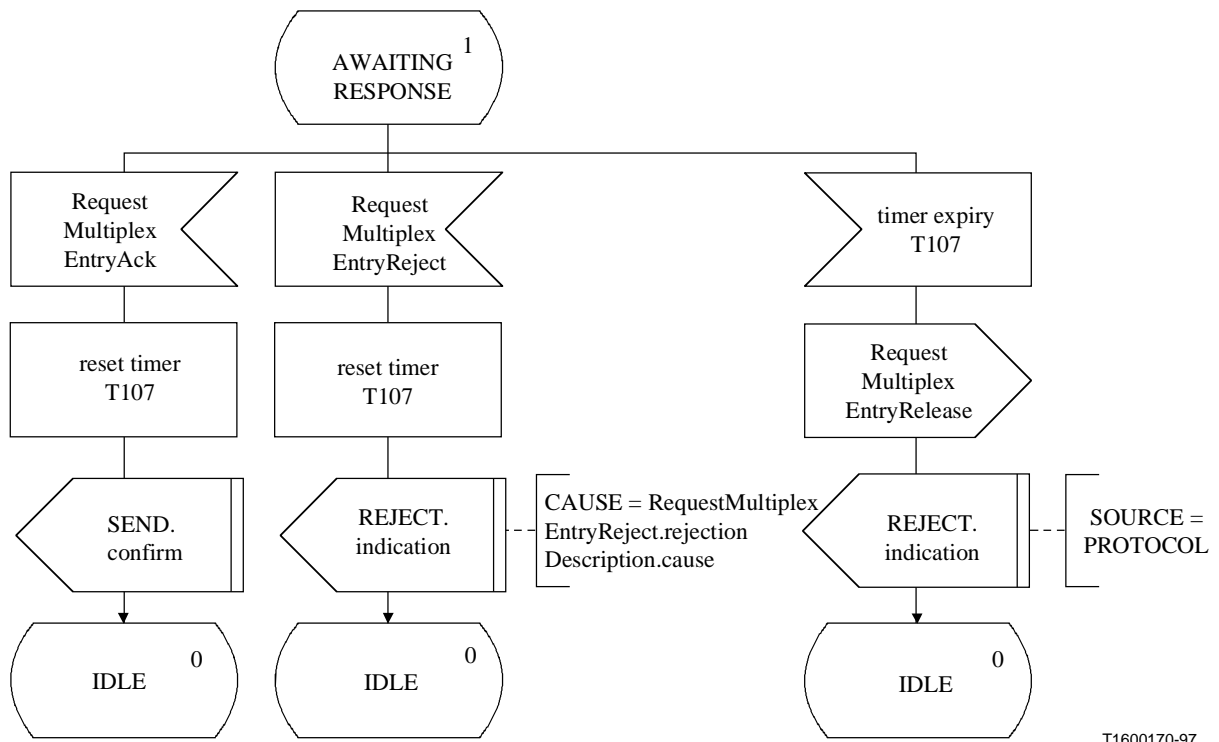 1
AWAITING
RESPONSE
Request
Multiplex
EntryAck
Request
Multiplex
EntryReject
timer expiry
T107
reset timer
T107
reset timer
T107
Request
Multiplex
EntryRelease
SEND.
confirm
REJECT.
indication
CAUSE = RequestMultiplex
EntryReject.rejection
Description.cause
REJECT.
indication
SOURCE =
PROTOCOL
0
IDLE
0
IDLE
0
IDLE
T1600170-97